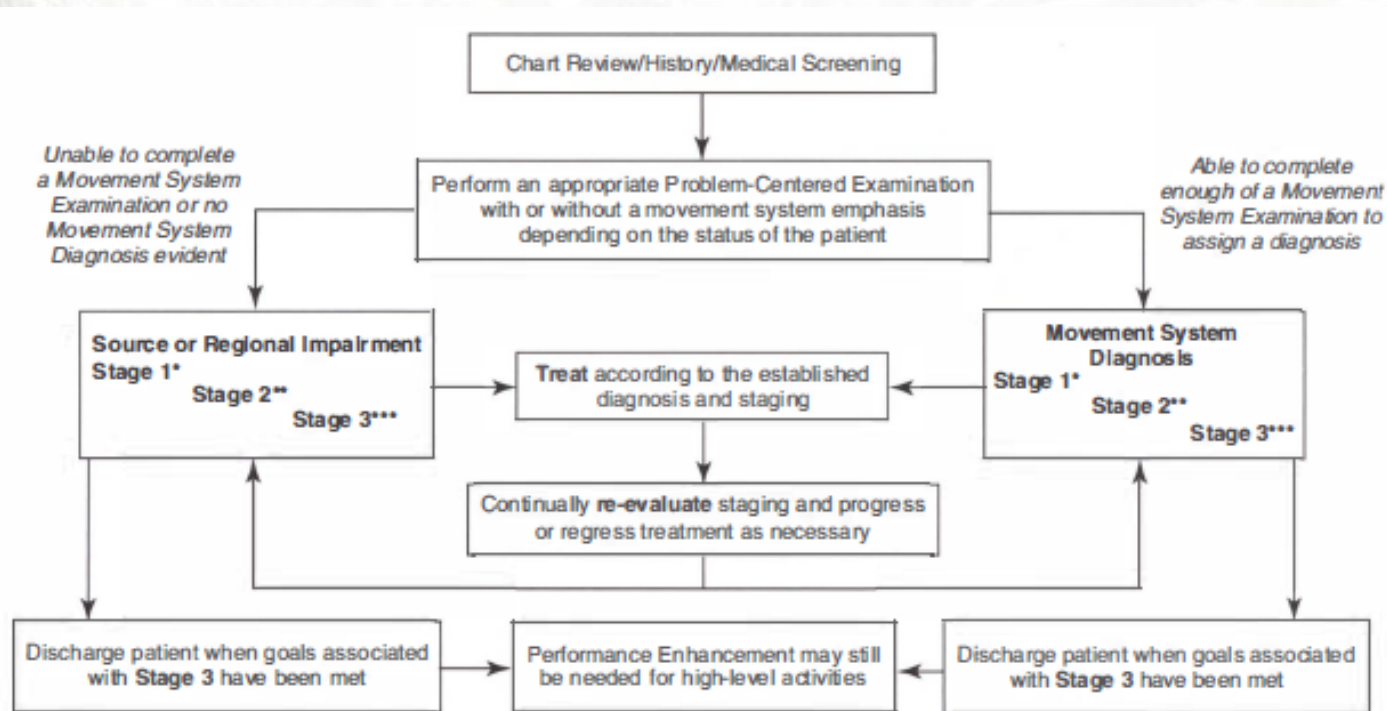 Chart Review/History/Medical Screening
Unable to complete
a Movement System
Examination or no
Movement System
Diagnosis evident
Perform an appropriate Problem-Centered Examination
with or without a movement system emphasis
depending on the status of the patient
Able to complete
enough of a Movement
System Examination to
assign a diagnosis
Source or Regional Impairment
Stage 1*
Stage 2**
Stage 3***
Treat according to the established
diagnosis and staging
Movement System
Diagnosis
Stage 1*
Stage 2**
Stage 3***
Continually re-evaluate staging and progress
or regress treatment as necessary
Discharge patient when goals associated
with Stage 3 have been met
Performance Enhancement may still
be needed for high-level activities
Discharge patient when goals associated
with Stage 3 have been met